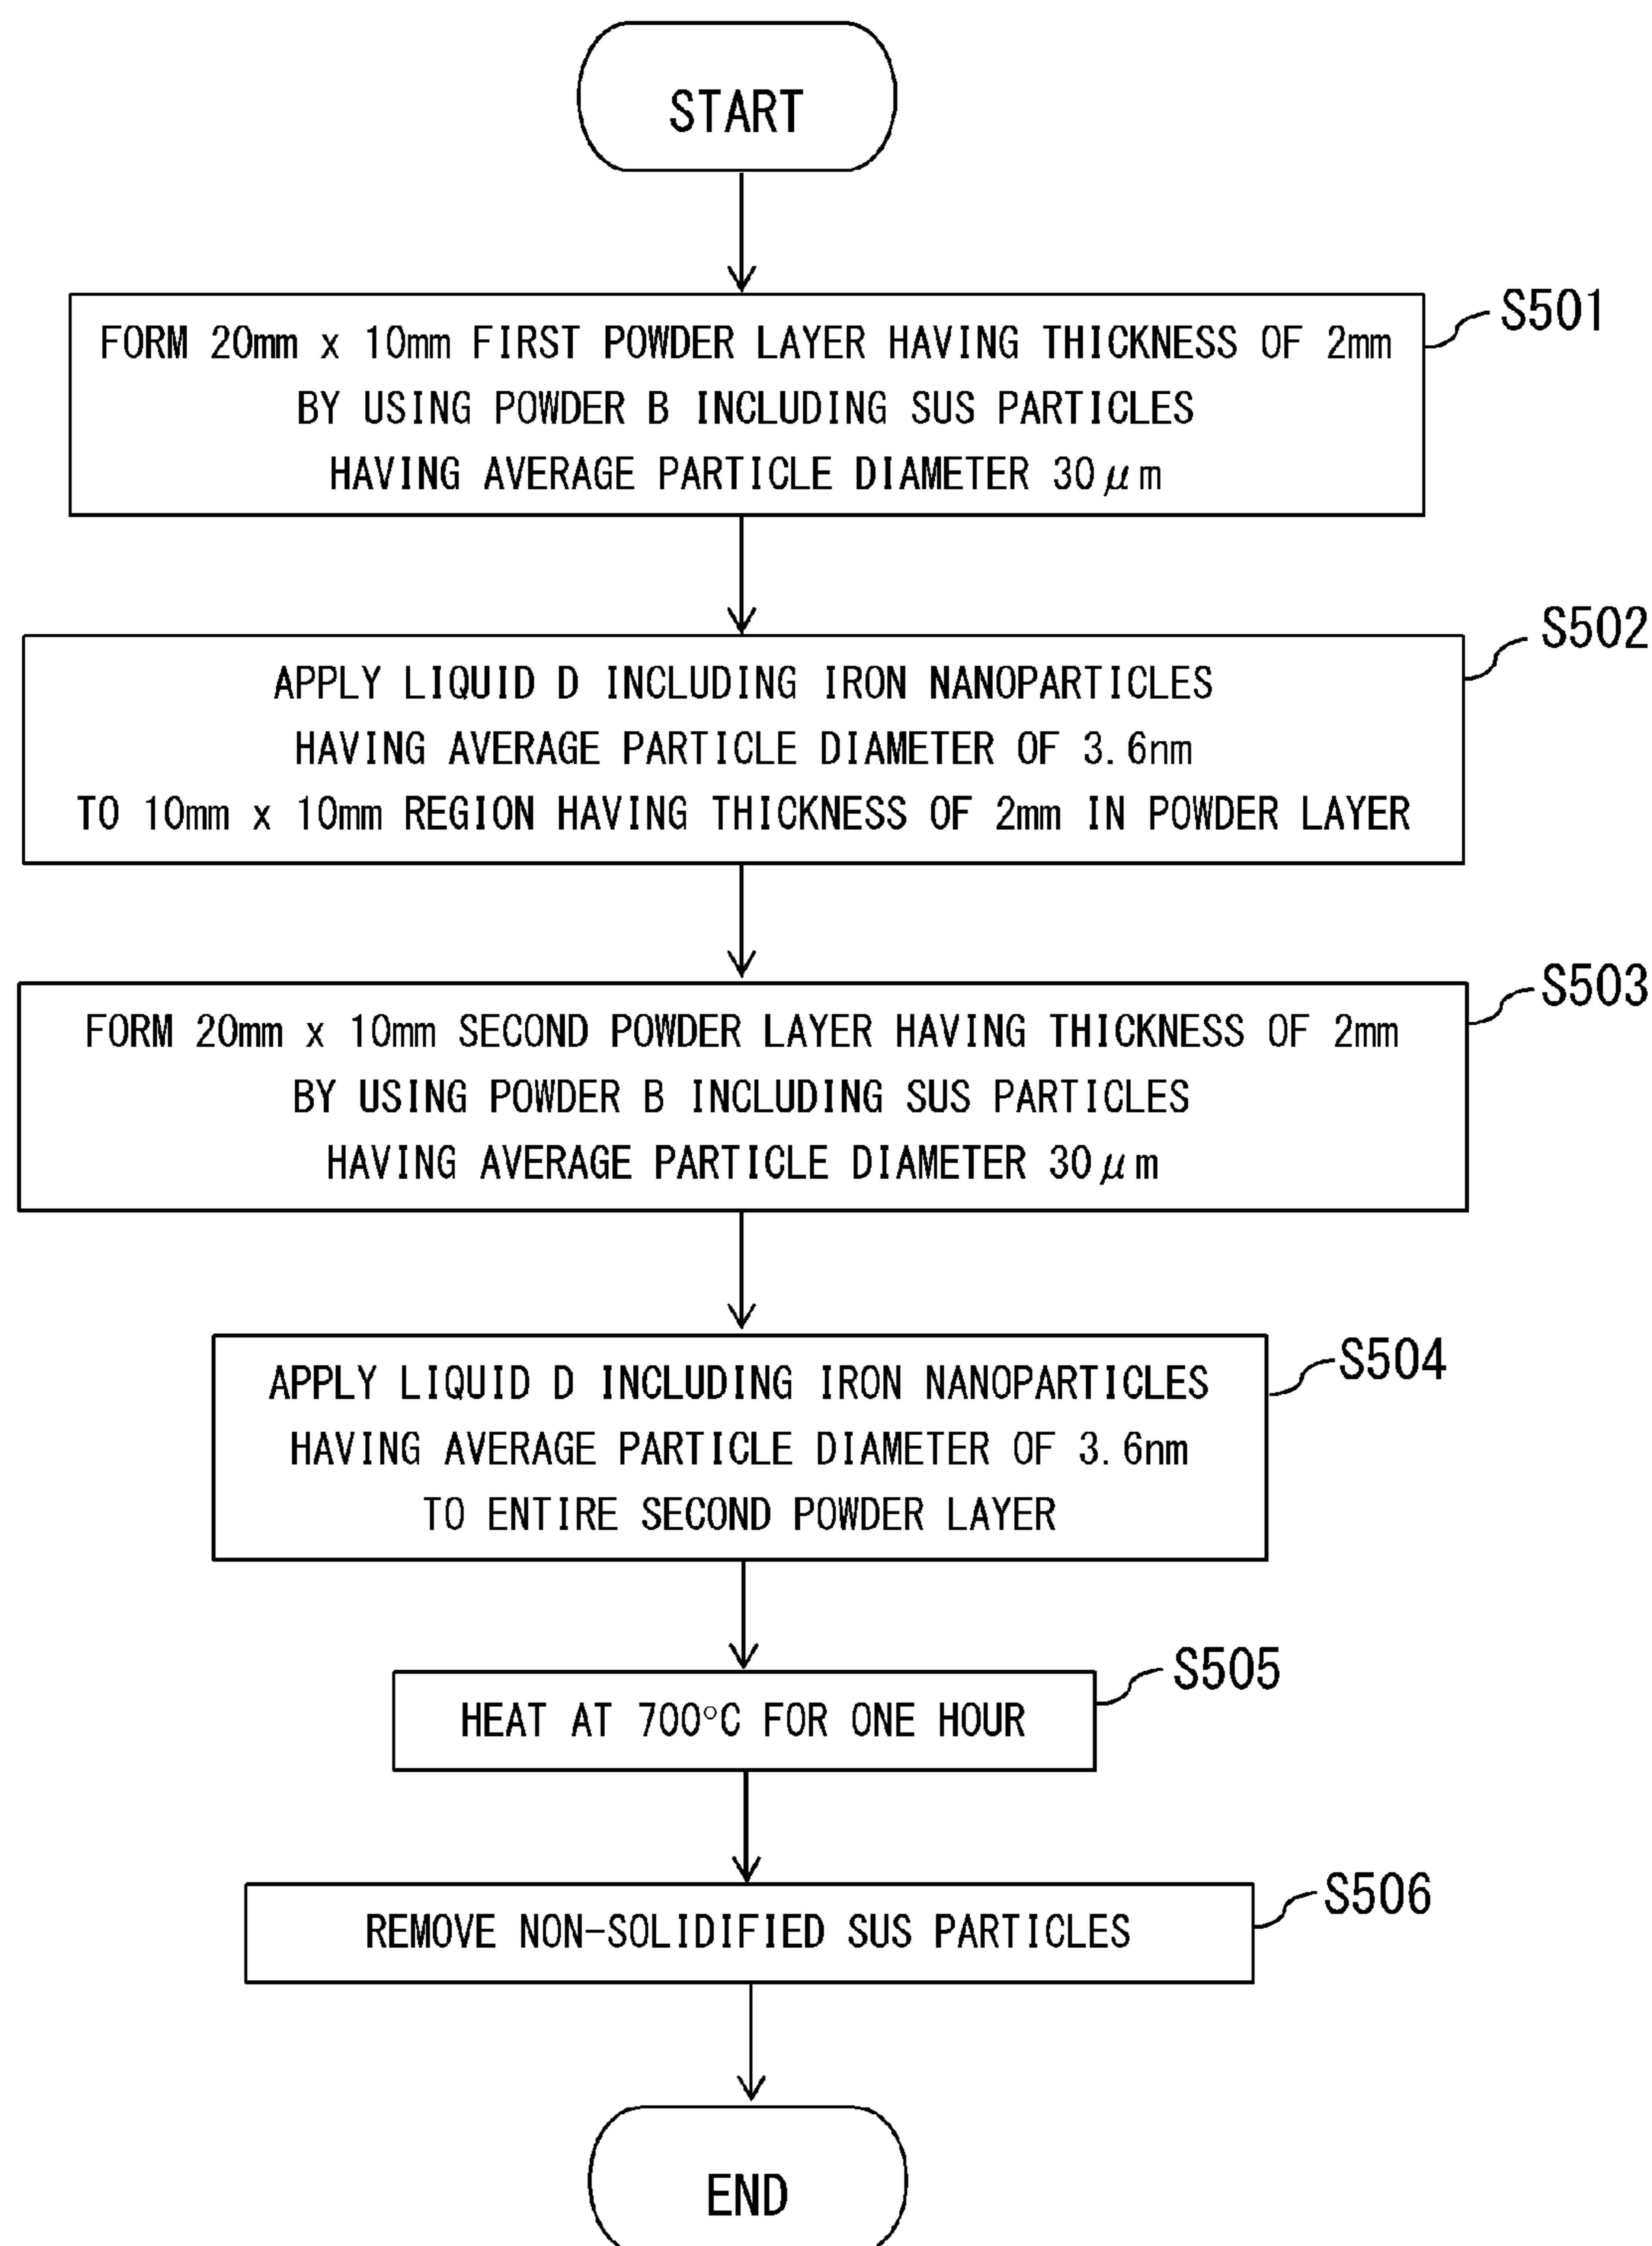 START
S501
FORM 20mm x 10mm FIRST POWDER LAYER HAVING THICKNESS OF 2mm
BY USING POWDER B INCLUDING SUS PARTICLES
HAVING AVERAGE PARTICLE DIAMETER 30μm
S502
APPLY LIQUID D INCLUDING IRON NANOPARTICLES
HAVING AVERAGE PARTICLE DIAMETER OF 3.6nm
TO 10mm x 10mm REGION HAVING THICKNESS OF 2mm IN POWDER LAYER
S503
FORM 20mm x 10mm SECOND POWDER LAYER HAVING THICKNESS OF 2mm
BY USING POWDER B INCLUDING SUS PARTICLES
HAVING AVERAGE PARTICLE DIAMETER 30μm
S504
APPLY LIQUID D INCLUDING IRON NANOPARTICLES
HAVING AVERAGE PARTICLE DIAMETER OF 3.6nm
TO ENTIRE SECOND POWDER LAYER
S505
HEAT AT 700°C FOR ONE HOUR
S506
REMOVE NON-SOLIDIFIED SUS PARTICLES
END